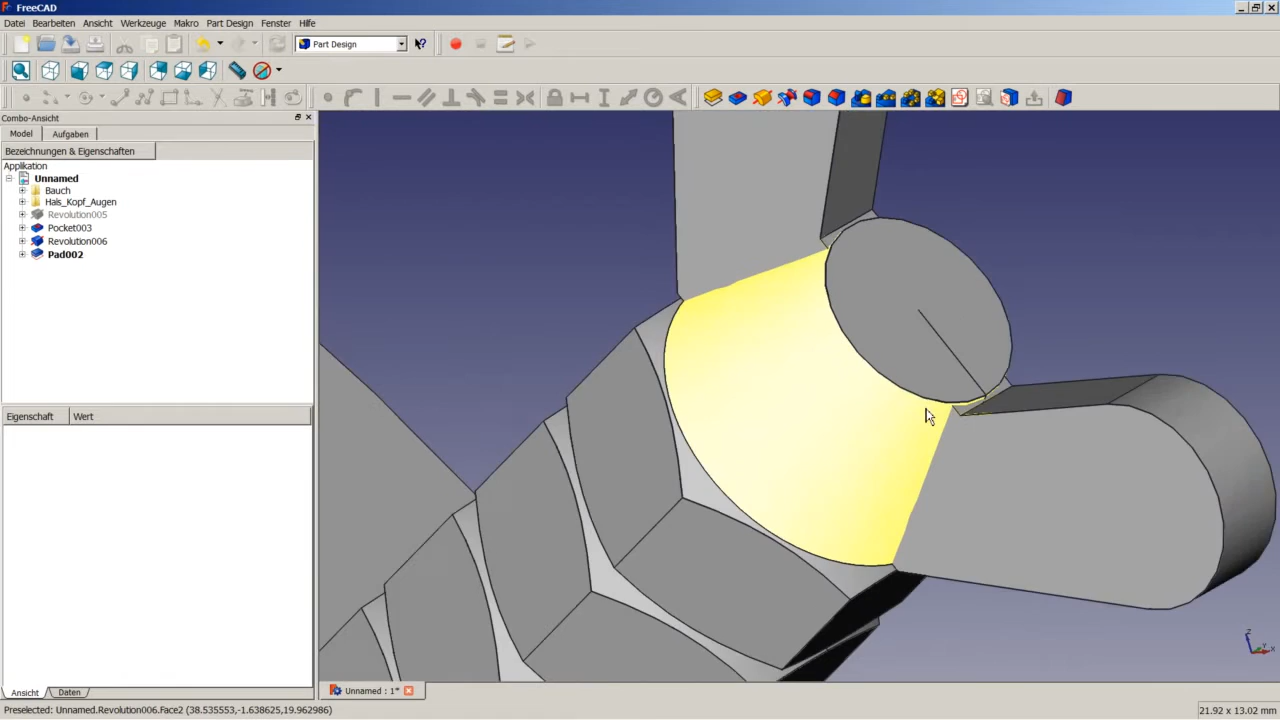 FreeCAD
Datei Bearbeiten Ansicht Werkzeuge Makro Part Design Fenster Hilfe
Part Design
Combo-Ansicht
Model Aufgaben
Bezeichnungen & Eigenschaften
Applikation
Unnamed
Bauch
Hals_Kopf_Augen
Revolution005
Pocket003
Revolution006
Pad002
Eigenschaft Wert
Ansicht Daten
Unnamed : 1*
Preselected: Unnamed.Revolution006.Face2 (38.535553,-1.638625,19.962986)
21.92 x 13.02 mm